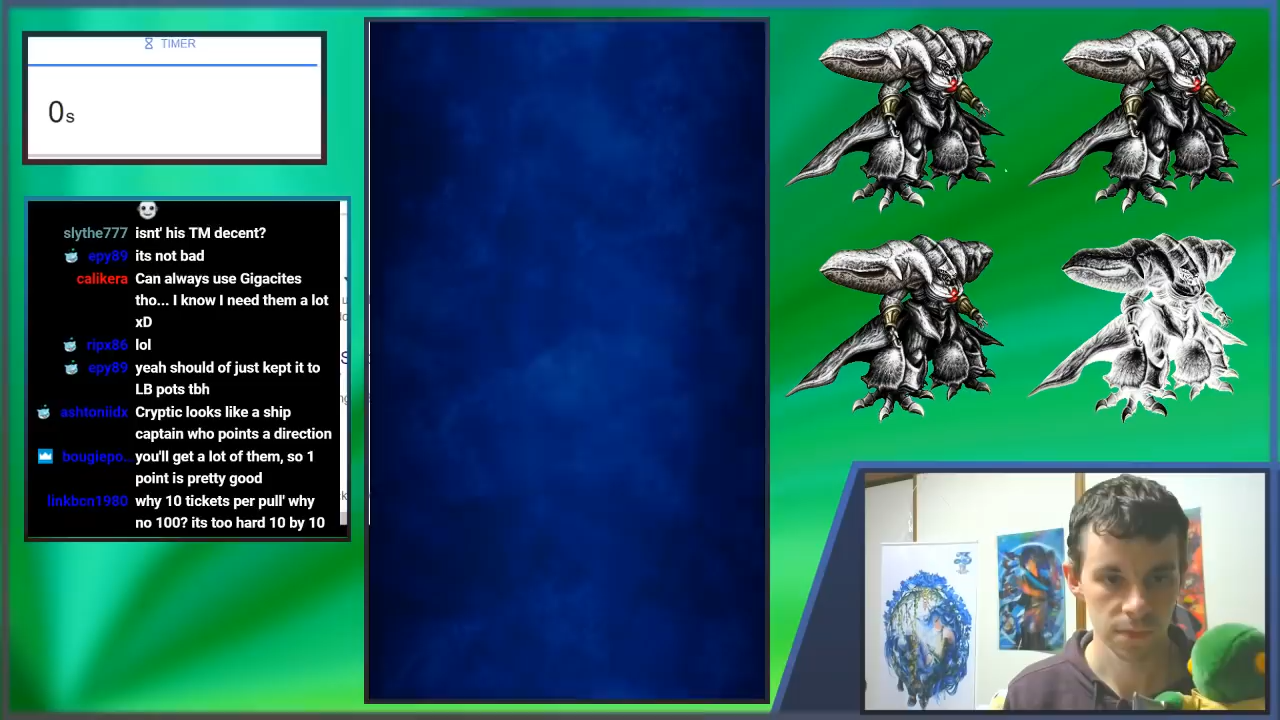 TIMER
0s
slythe777 isnt' his TM decent?
epy89 its not bad
calikera Can always use Gigacites
tho... I know I need them a lot
xD
ripx86 lol
epy89 yeah should of just kept it to
LB pots tbh
ashtoniidx Cryptic looks like a ship
captain who points a direction
bougiepo... you'll get a lot of them, so 1
point is pretty good
linkbcn1980 why 10 tickets per pull' why
no 100? its too hard 10 by 10